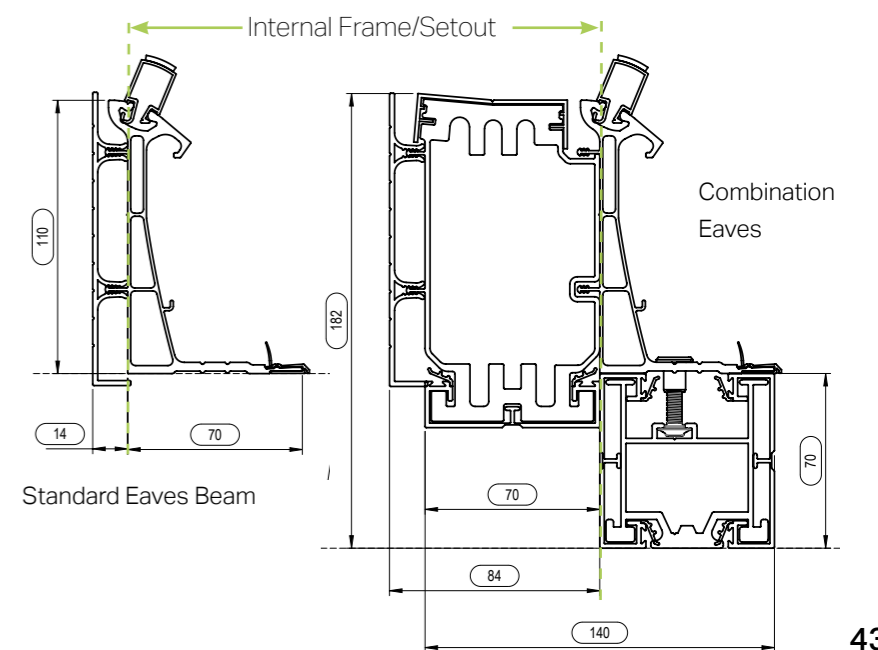 Internal Frame/Setout
Combination
Eaves
110
182
14
70
70
70
84
140
Standard Eaves Beam
43